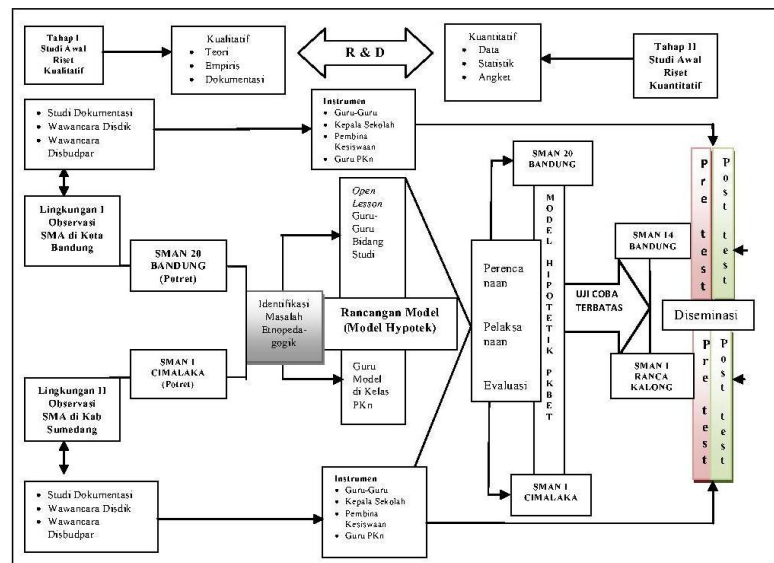 Tahap I
Studi Awal
Riset
Kualitatif
Kualitatif
• Teori
• Empiris
• Dokumentasi
R & D
Kuantitatif
• Data
• Statistik
• Angket
Tahap II
Studi Awal
Riset
Kuantitatif
• Studi Dokumentasi
• Wawancara Disdik
• Wawancara
Disbudpar
Instrumen
• Guru-Guru
• Kepala Sekolah
• Pembina
Kesiswaan
• Guru PKn
Lingkungan I
Observasi
SMA di Kota
Bandung
SMAN 20
BANDUNG
(Potret)
Identifikasi
Masalah
Etnopeda-
gogik
SMAN I
CIMALAKA
(Potret)
Lingkungan II
Observasi
SMA di Kab
Sumedang
Open
Lesson
Guru-
Guru
Bidang
Studi
Rancangan Model
(Model Hypotek)
Guru
Model
di Kelas
PKn
Perenca
naan
Pelaksa
naan
Evaluasi
SMAN 20
BANDUNG
MODEL HIPOTETIK PKBET
SMAN I
CIMALAKA
UJI COBA
TERBATAS
SMAN 14
BANDUNG
SMAN I
RANCA
KALONG
Pre test
Post test
Diseminasi
Pre test
Post test
• Studi Dokumentasi
• Wawancara Disdik
• Wawancara
Disbudpar
Instrumen
• Guru-Guru
• Kepala Sekolah
• Pembina
Kesiswaan
• Guru PKn